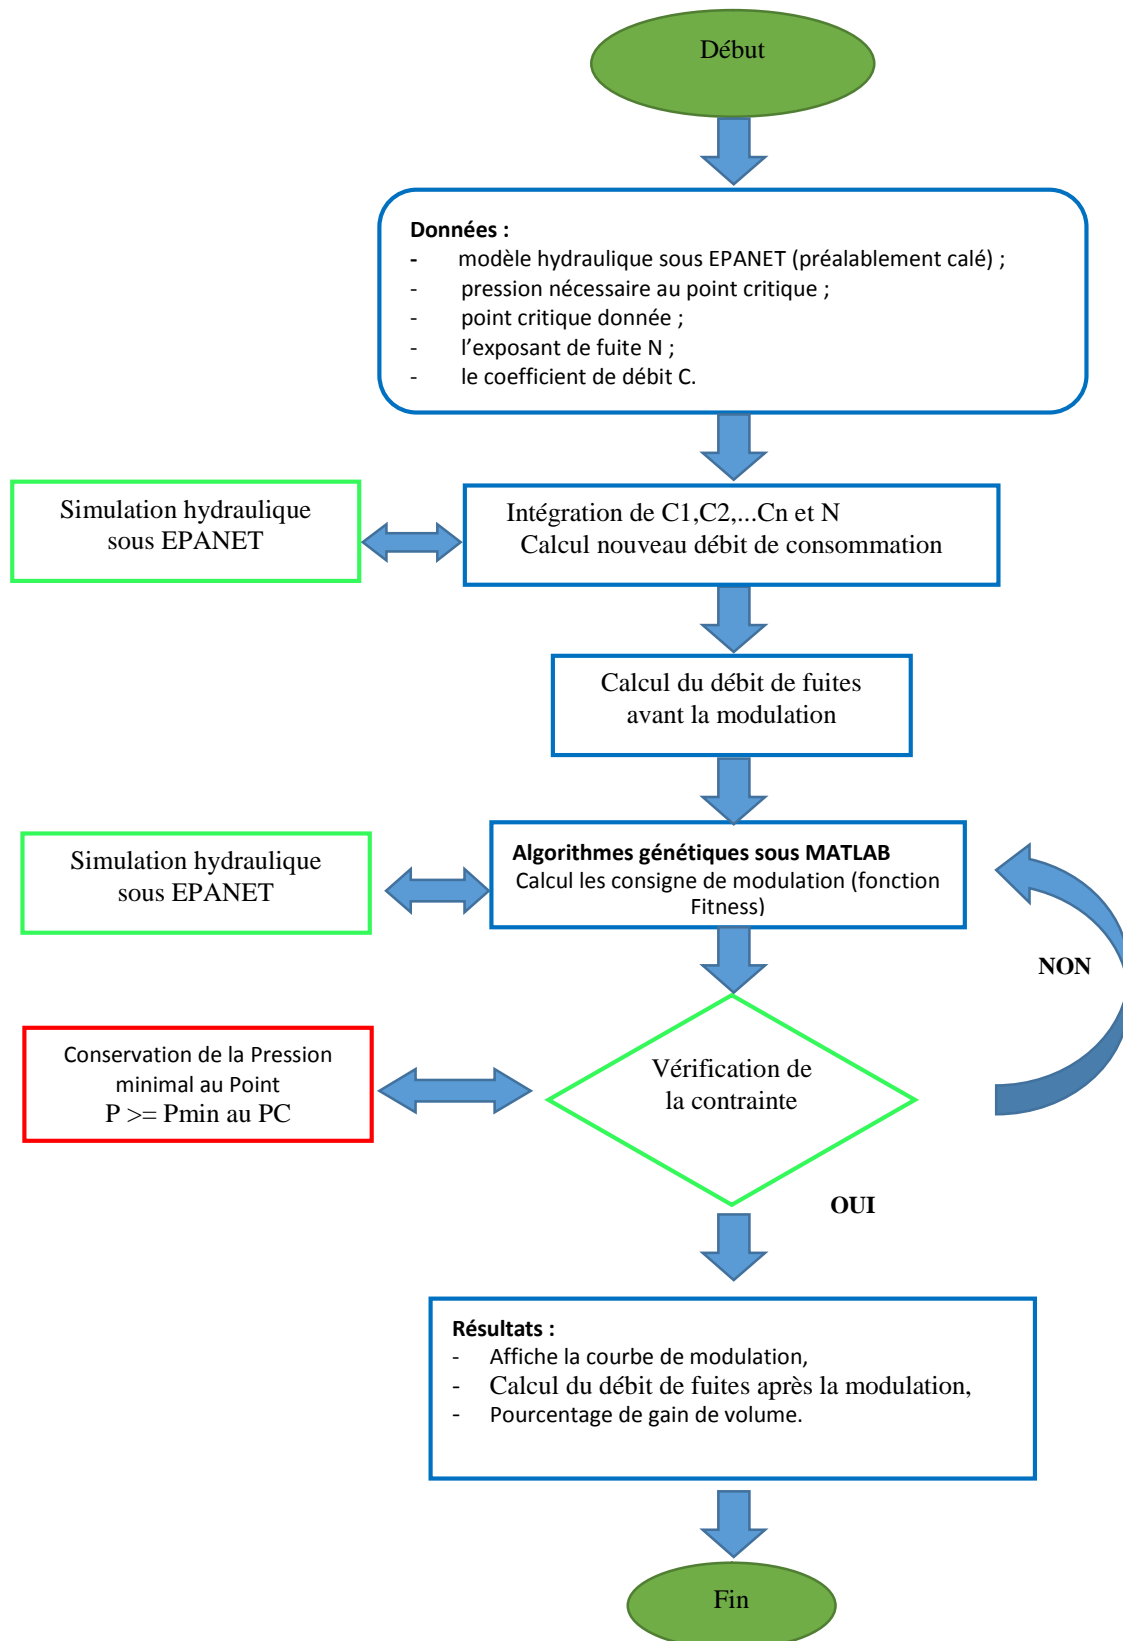 Début
Données :
- modèle hydraulique sous EPANET (préalablement calé) ;
- pression nécessaire au point critique ;
- point critique donnée ;
- l’exposant de fuite N ;
- le coefficient de débit C.
Simulation hydraulique
sous EPANET
Intégration de C1,C2,...Cn et N
Calcul nouveau débit de consommation
Calcul du débit de fuites
avant la modulation
Simulation hydraulique
sous EPANET
Algorithmes génétiques sous MATLAB
Calcul les consigne de modulation (fonction
Fitness)
NON
Conservation de la Pression
minimal au Point
P >= Pmin au PC
Vérification de
la contrainte
OUI
Résultats :
- Affiche la courbe de modulation,
- Calcul du débit de fuites après la modulation,
- Pourcentage de gain de volume.
Fin